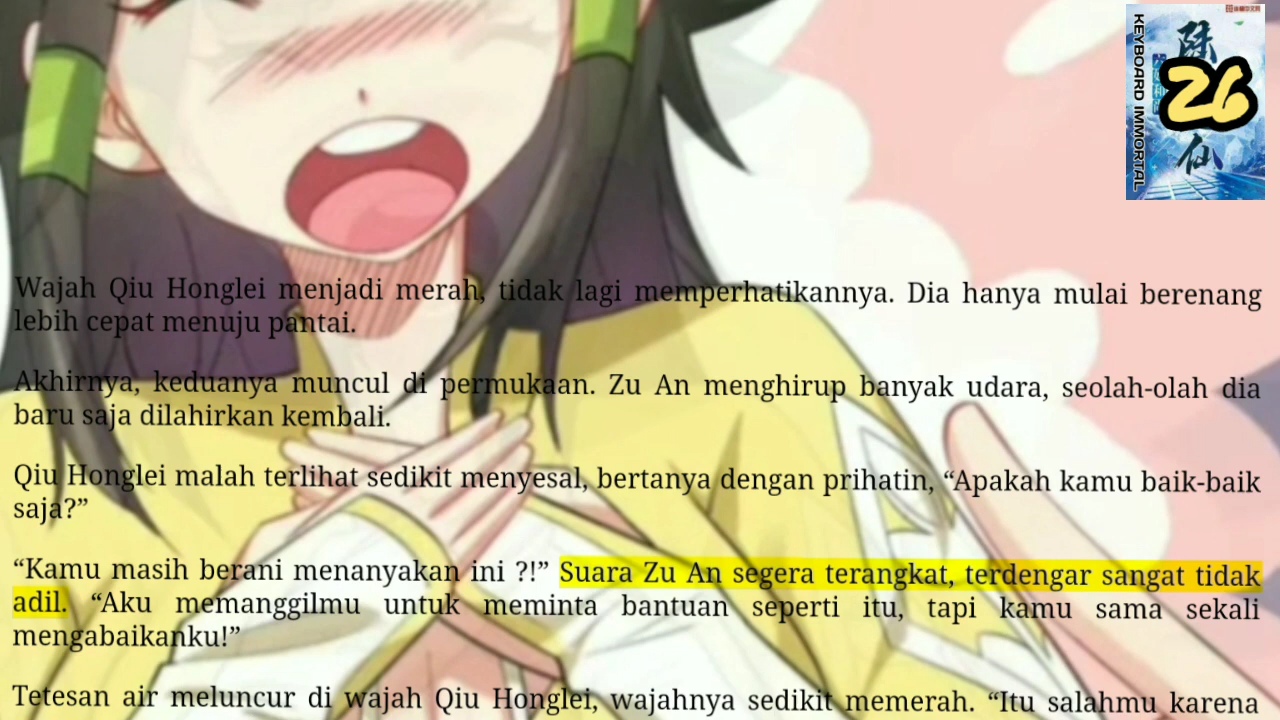 陆
26
仙
KEYBOARD IMMORTAL
Wajah Qiu Honglei menjadi merah, tidak lagi memperhatikannya. Dia hanya mulai berenang
lebih cepat menuju pantai.
Akhirnya, keduanya muncul di permukaan. Zu An menghirup banyak udara, seolah-olah dia
baru saja dilahirkan kembali.
Qiu Honglei malah terlihat sedikit menyesal, bertanya dengan prihatin, “Apakah kamu baik-baik
saja?”
“Kamu masih berani menanyakan ini ?!” Suara Zu An segera terangkat, terdengar sangat tidak
adil. “Aku memanggilmu untuk meminta bantuan seperti itu, tapi kamu sama sekali
mengabaikanku!”
Tetesan air meluncur di wajah Qiu Honglei, wajahnya sedikit memerah. “Itu salahmu karena